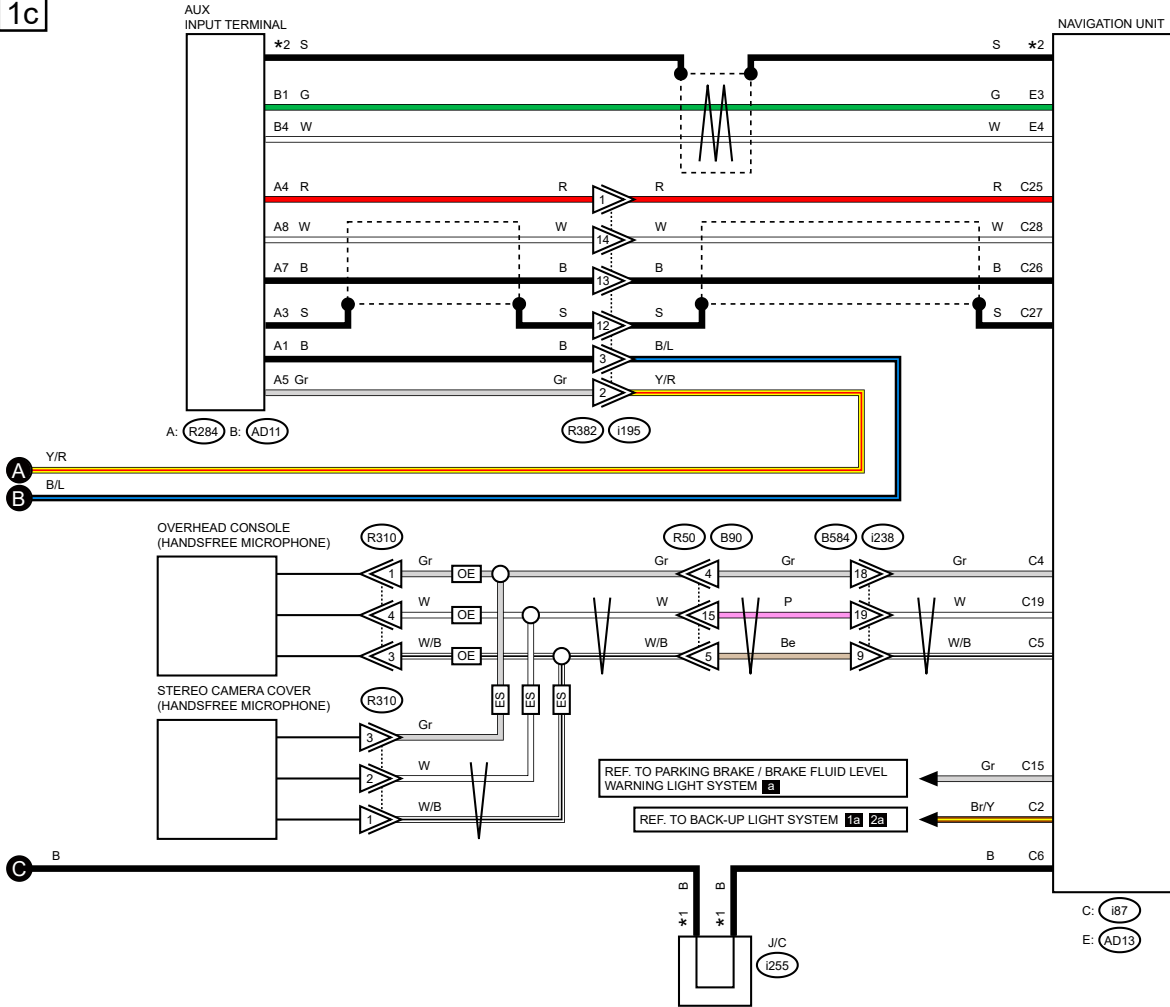 1c
AUX
INPUT TERMINAL
NAVIGATION UNIT
*2 S S *2
B1 G G E3
B4 W W E4
A4 R R 1 R R C25
A8 W W 14 W W C28
A7 B B 13 B B C26
A3 S S 12 S S C27
A1 B B 3 B/L
A5 Gr Gr 2 Y/R
A: R284 B: AD11 R382 i195
A Y/R
B B/L
OVERHEAD CONSOLE
(HANDSFREE MICROPHONE)
R310 R50 B90 B584 i238
1 Gr OE Gr 4 Gr 18 Gr C4
4 W OE W 15 P 19 W C19
3 W/B OE W/B 5 Be 9 W/B C5
ES ES ES
STEREO CAMERA COVER
(HANDSFREE MICROPHONE)
R310
3 Gr
2 W
1 W/B
REF. TO PARKING BRAKE / BRAKE FLUID LEVEL
WARNING LIGHT SYSTEM a
Gr C15
REF. TO BACK-UP LIGHT SYSTEM 1a 2a
Br/Y C2
C B B C6
B B
*1 *1
J/C
i255
C: i87
E: AD13